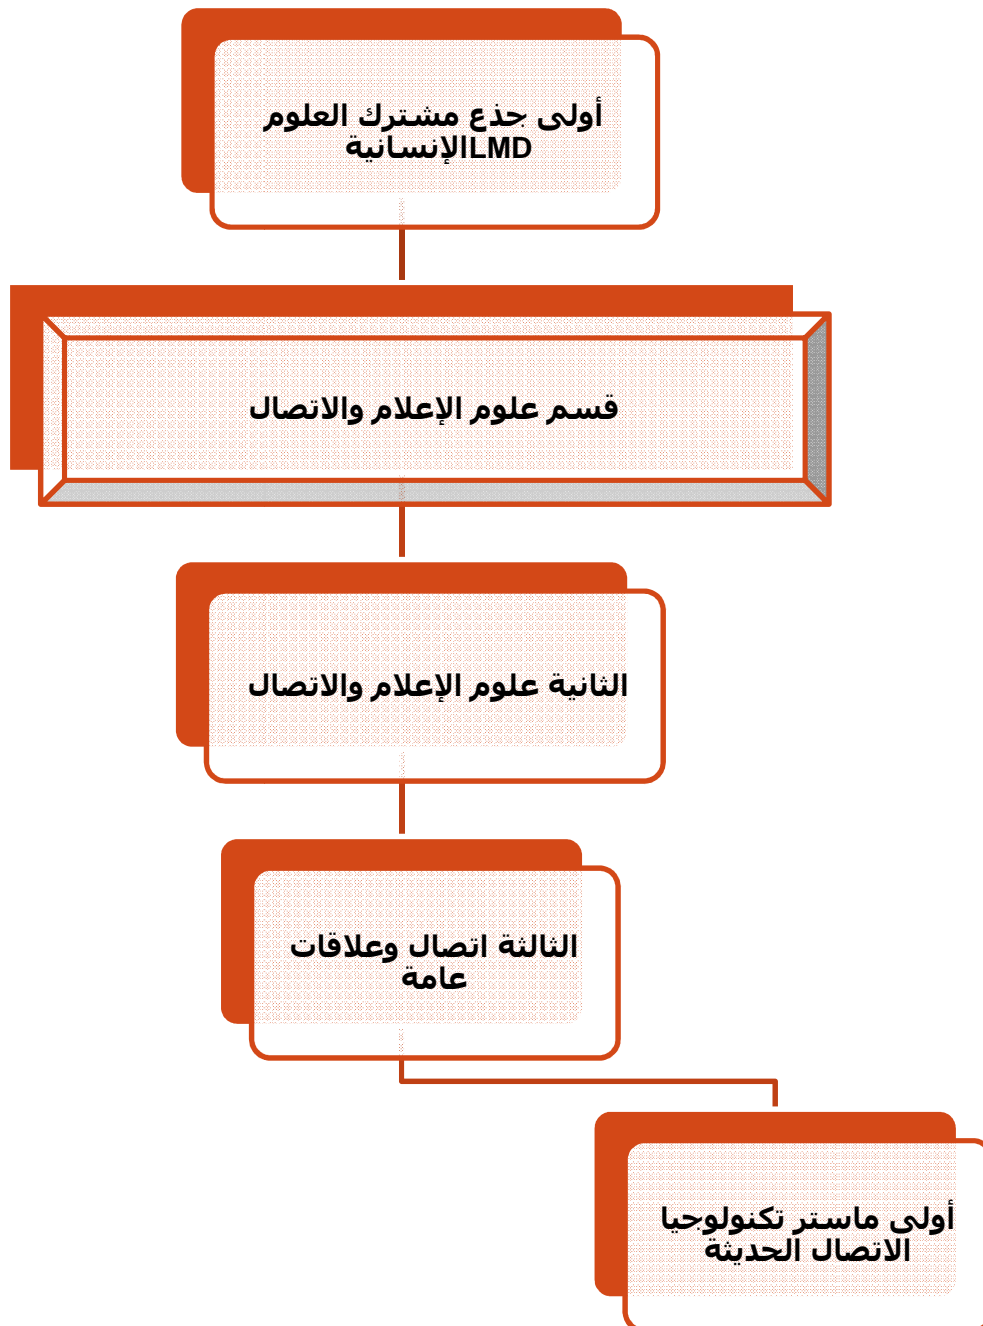 أولى جذع مشترك العلوم
الإنسانيةLMD
قسم علوم الإعلام والاتصال
الثانية علوم الإعلام والاتصال
الثالثة اتصال وعلاقات
عامة
أولى ماستر تكنولوجيا
الاتصال الحديثة